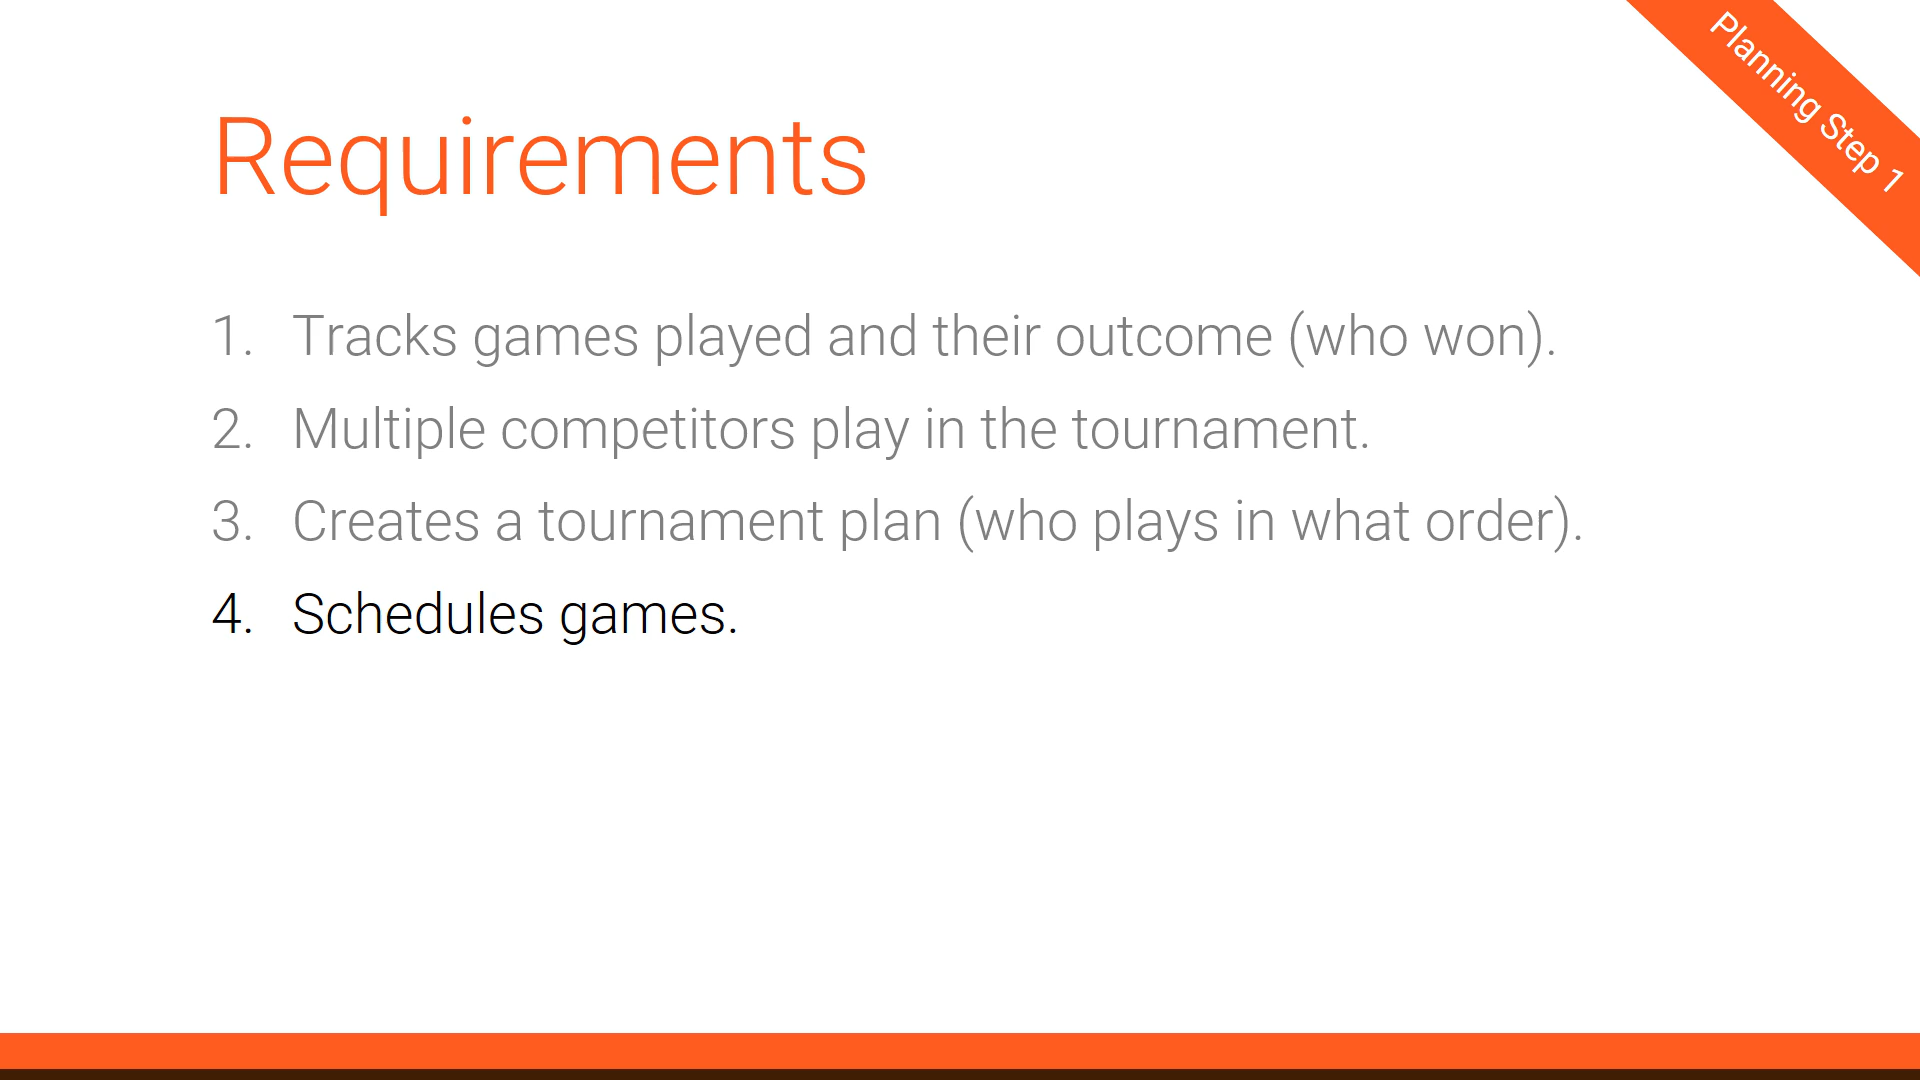 Planning Step 1
Requirements
1. Tracks games played and their outcome (who won).
2. Multiple competitors play in the tournament.
3. Creates a tournament plan (who plays in what order).
4. Schedules games.